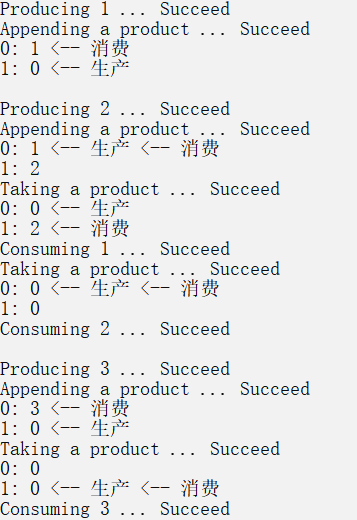 Producing 1 ... Succeed
Appending a product ... Succeed
0: 1 <-- 消费
1: 0 <-- 生产
Producing 2 ... Succeed
Appending a product ... Succeed
0: 1 <-- 生产 <-- 消费
1: 2
Taking a product ... Succeed
0: 0 <-- 生产
1: 2 <-- 消费
Consuming 1 ... Succeed
Taking a product ... Succeed
0: 0 <-- 生产 <-- 消费
1: 0
Consuming 2 ... Succeed
Producing 3 ... Succeed
Appending a product ... Succeed
0: 3 <-- 消费
1: 0 <-- 生产
Taking a product ... Succeed
0: 0
1: 0 <-- 生产 <-- 消费
Consuming 3 ... Succeed